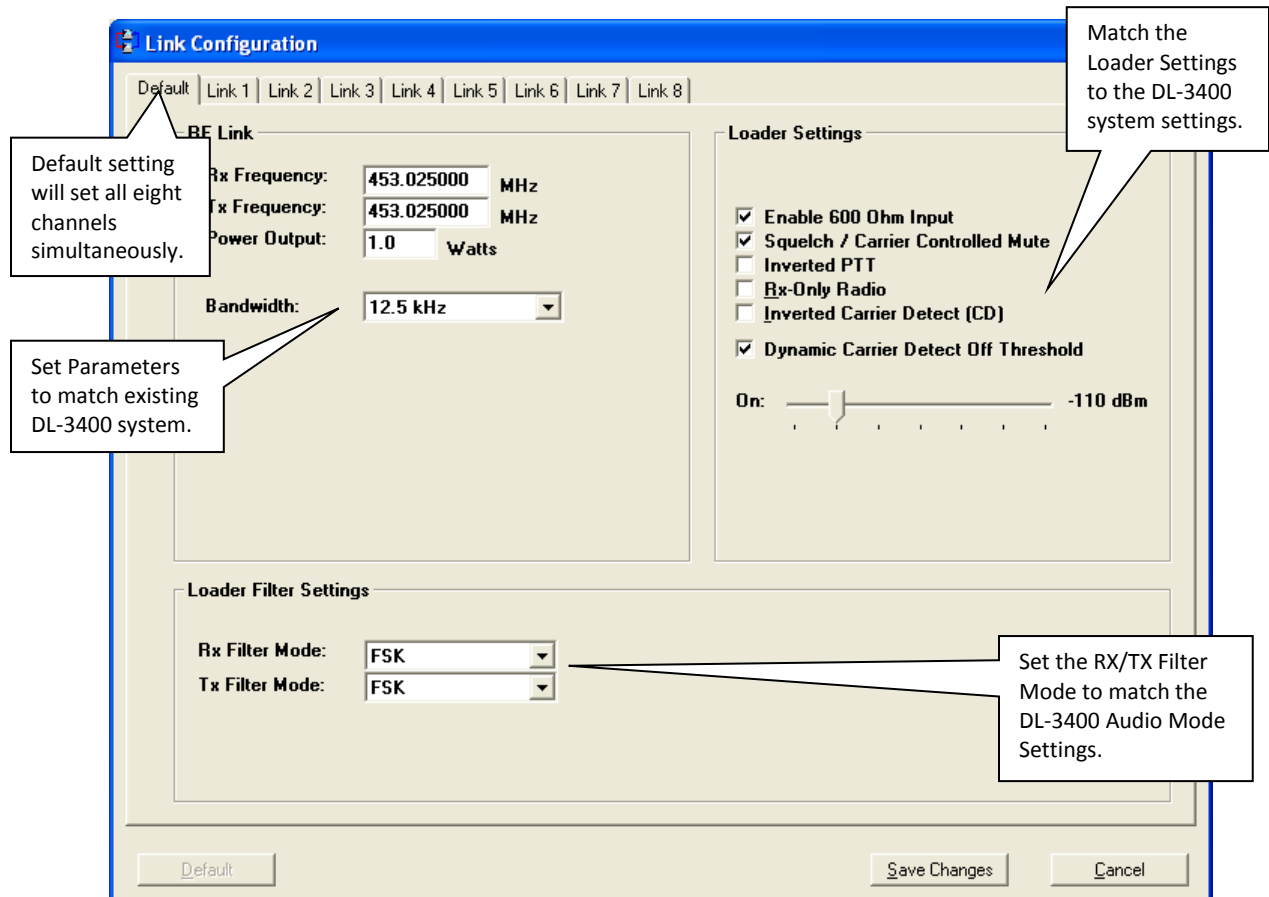 Link Configuration
Match the
Loader Settings
to the DL-3400
system settings.
Default Link 1 Link 2 Link 3 Link 4 Link 5 Link 6 Link 7 Link 8
Default setting
will set all eight
channels
simultaneously.
RF Link
Rx Frequency: 453.025000 MHz
Tx Frequency: 453.025000 MHz
Power Output: 1.0 Watts
Bandwidth: 12.5 kHz
Set Parameters
to match existing
DL-3400 system.
Loader Settings
Enable 600 Ohm Input
Squelch / Carrier Controlled Mute
Inverted PTT
Rx-Only Radio
Inverted Carrier Detect (CD)
Dynamic Carrier Detect Off Threshold
On: -110 dBm
Loader Filter Settings
Rx Filter Mode: FSK
Tx Filter Mode: FSK
Set the RX/TX Filter
Mode to match the
DL-3400 Audio Mode
Settings.
Default Save Changes Cancel